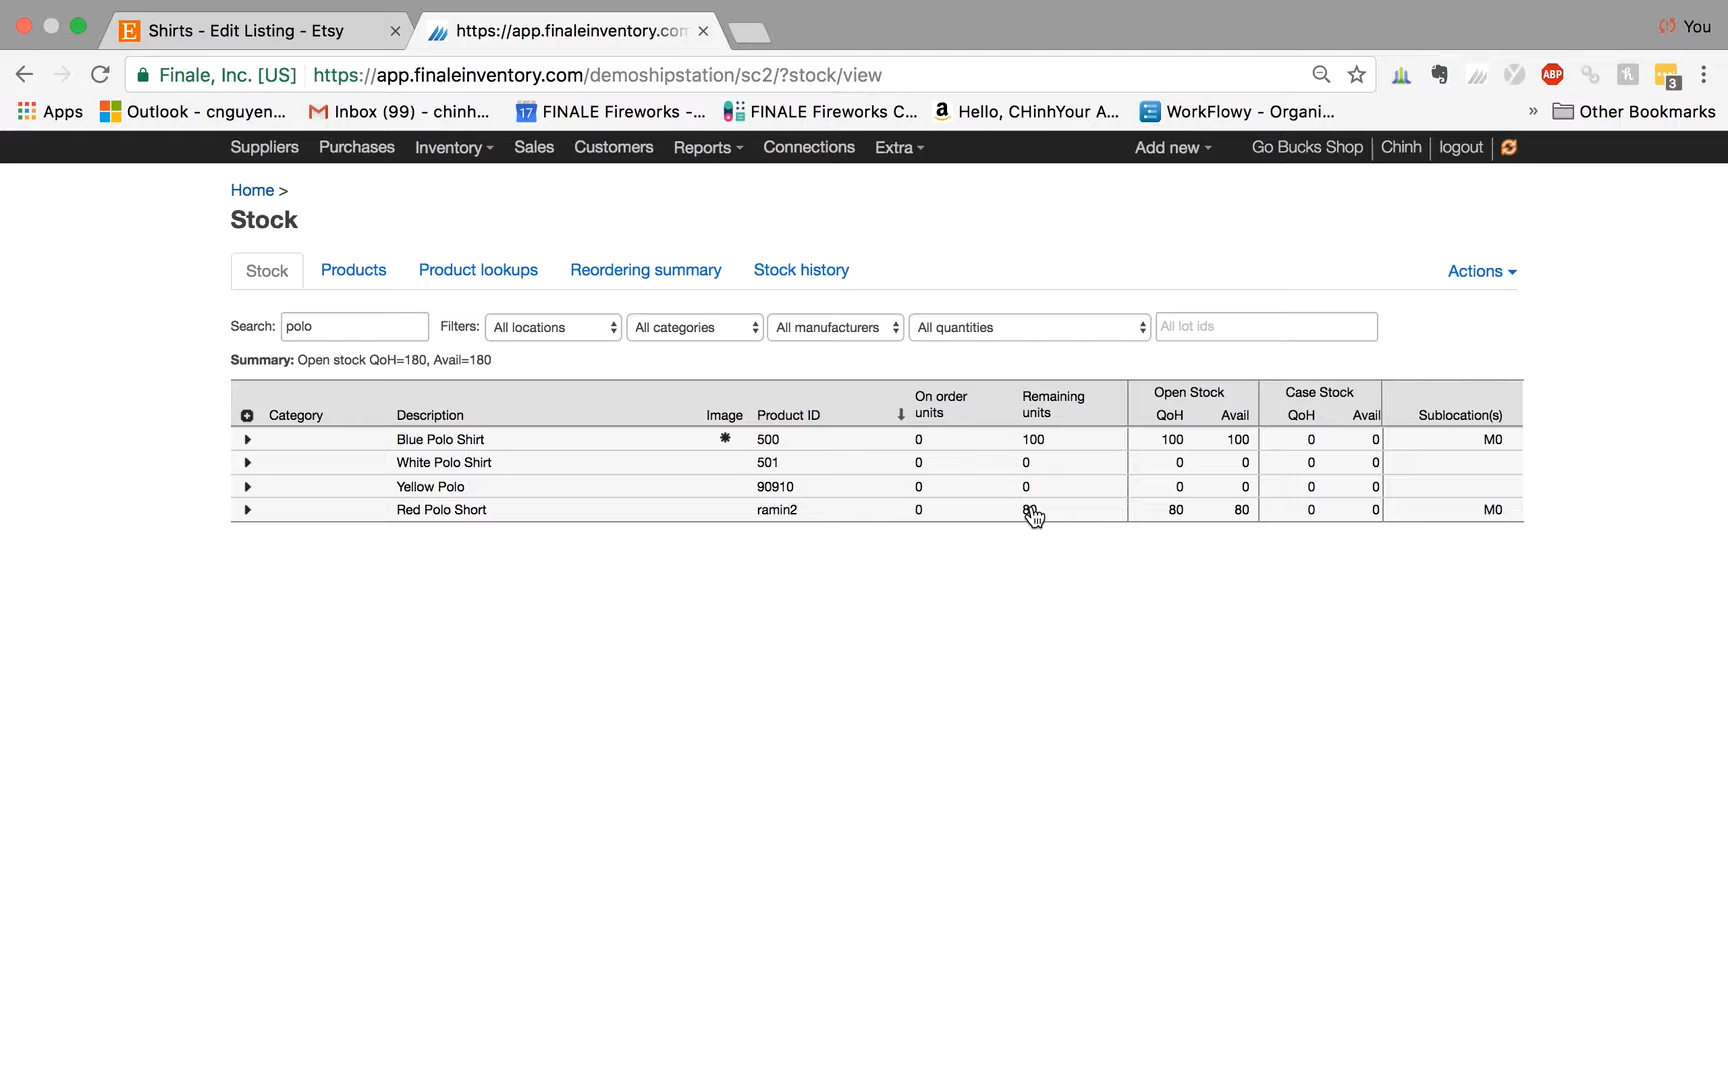 Shirts - Edit Listing - Etsy
https://app.finaleinventory.com
You
Finale, Inc. [US]
https://app.finaleinventory.com/demoshipstation/sc2/?stock/view
ABP
3
Apps
Outlook - cnguyen...
Inbox (99) - chinh...
17 FINALE Fireworks -...
FINALE Fireworks C...
Hello, CHinhYour A...
WorkFlowy - Organi...
»
Other Bookmarks
Suppliers Purchases Inventory Sales Customers Reports Connections Extra Add new Go Bucks Shop Chinh logout
Home >
Stock
Stock Products Product lookups Reordering summary Stock history Actions
Search: polo Filters: All locations All categories All manufacturers All quantities All lot ids
Summary: Open stock QoH=180, Avail=180
Category Description Image Product ID On order units Remaining units Open Stock QoH Avail Case Stock QoH Avail Sublocation(s)
Blue Polo Shirt * 500 0 100 100 100 0 0 M0
White Polo Shirt 501 0 0 0 0 0 0
Yellow Polo 90910 0 0 0 0 0 0
Red Polo Short ramin2 0 80 80 80 0 0 M0